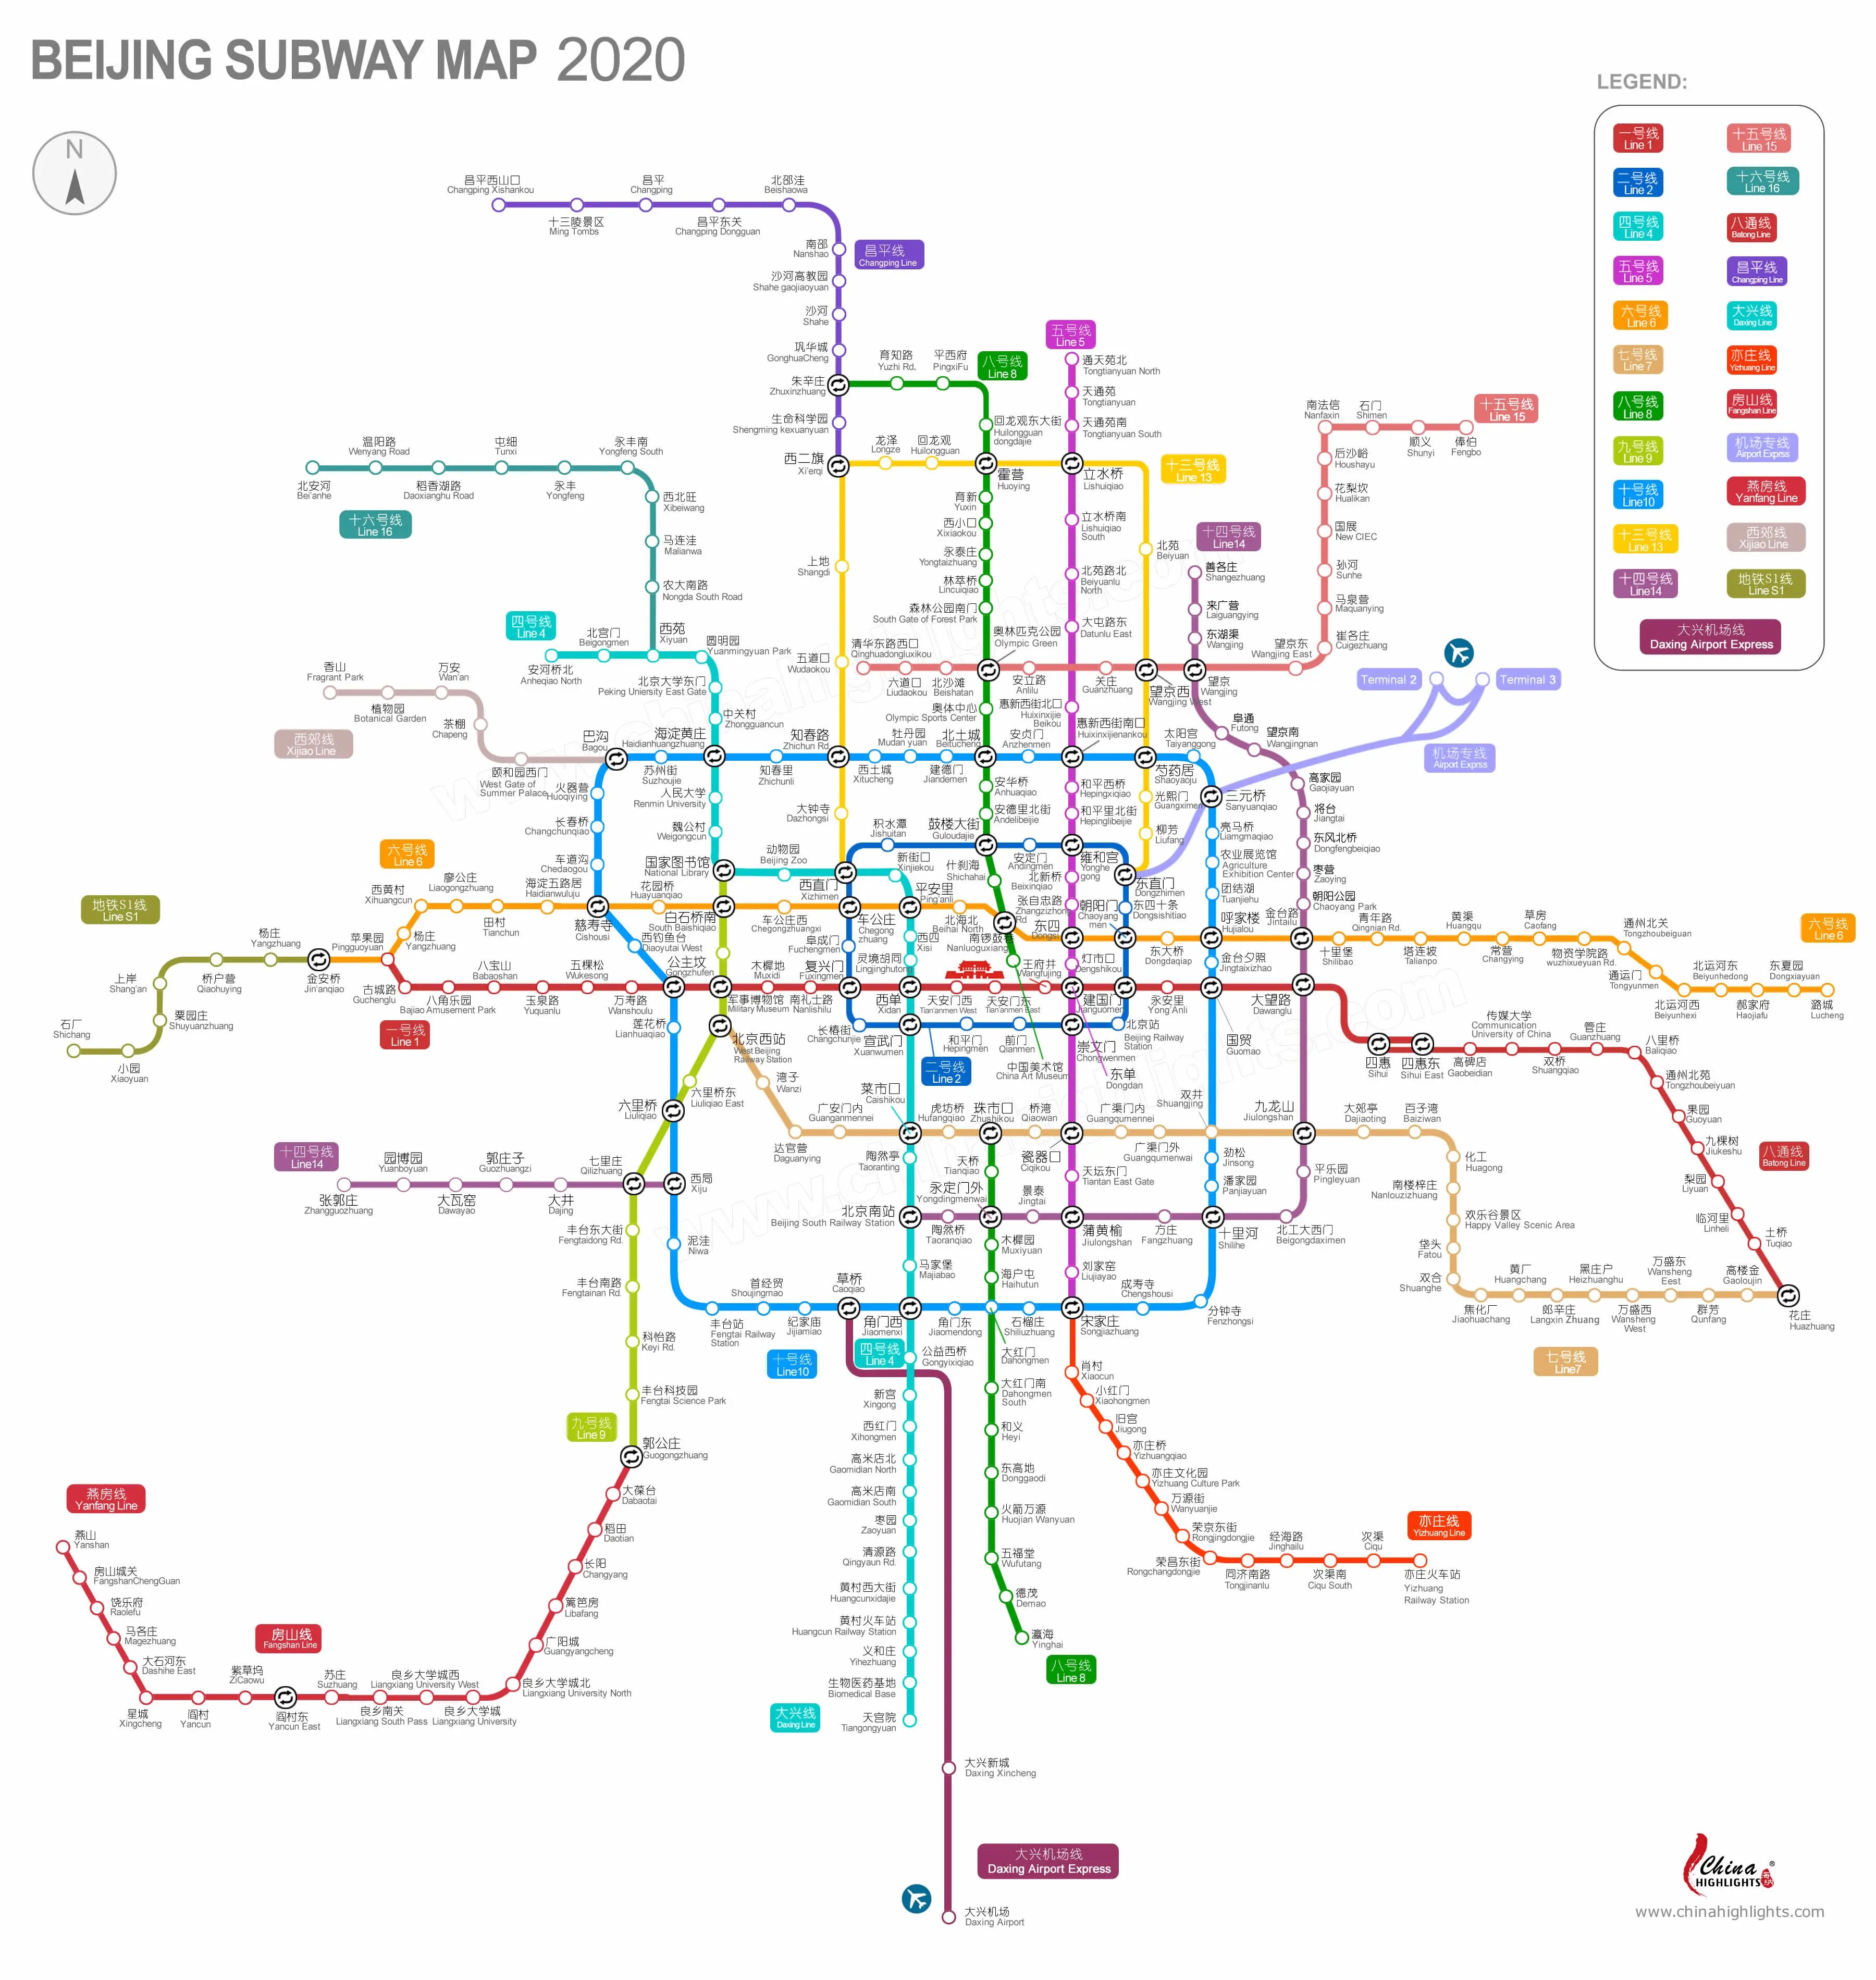 BEIJING SUBWAY MAP 2020
LEGEND:
N
一号线
Line 1
十五号线
Line 15
二号线
Line 2
十六号线
Line 16
四号线
Line 4
八通线
Batong Line
五号线
Line 5
昌平线
Changping Line
六号线
Line 6
大兴线
Daxing Line
七号线
Line 7
亦庄线
Yizhuang Line
八号线
Line 8
房山线
Fangshan Line
九号线
Line 9
机场专线
Airport Exprss
十号线
Line10
燕房线
Yanfang Line
十三号线
Line 13
西郊线
Xijiao Line
十四号线
Line14
地铁S1线
Line S1
大兴机场线
Daxing Airport Express
昌平西山口
Changping Xishankou
十三陵景区
Ming Tombs
昌平
Changping
昌平东关
Changping Dongguan
北邵洼
Beishaowa
南邵
Nanshao
昌平线
Changping Line
沙河高教园
Shahe gaojiaoyuan
沙河
Shahe
巩华城
GonghuaCheng
朱辛庄
Zhuxinzhuang
育知路
Yuzhi Rd.
平西府
PingxiFu
八号线
Line 8
五号线
Line 5
生命科学园
Shengming kexuanyuan
西二旗
Xi'erqi
龙泽
Longze
回龙观
Huilongguan
回龙观东大街
Huilongguan
dongdajie
霍营
Huoying
通天苑北
Tongtianyuan North
天通苑
Tongtianyuan
天通苑南
Tongtianyuan South
立水桥
Lishuiqiao
十三号线
Line 13
南法信
Nanfaxin
石门
Shimen
顺义
Shunyi
俸伯
Fengbo
十五号线
Line 15
后沙峪
Houshayu
花梨坎
Hualikan
国展
New CIEC
孙河
Sunhe
马泉营
Maquanying
崔各庄
Cuigezhuang
望京东
Wangjing East
北安河
Bei'anhe
温阳路
Wenyang Road
稻香湖路
Daoxianghu Road
屯细
Tunxi
永丰
Yongfeng
永丰南
Yongfeng South
十六号线
Line 16
西北旺
Xibeiwang
马连洼
Malianwa
农大南路
Nongda South Road
西苑
Xiyuan
四号线
Line 4
安河桥北
Anheqiao North
北宫门
Beigongmen
圆明园
Yuanmingyuan Park
北京大学东门
Peking Uniersity East Gate
中关村
Zhongguancun
海淀黄庄
Haidianhuangzhuang
人民大学
Renmin University
魏公村
Weigongcun
国家图书馆
National Library
动物园
Beijing Zoo
西直门
Xizhimen
上地
Shangdi
五道口
Wudaokou
知春路
Zhichun Rd
大钟寺
Dazhongsi
育新
Yuxin
西小口
Xixiaokou
永泰庄
Yongtaizhuang
林萃桥
Lincuiqiao
森林公园南门
South Gate of Forest Park
奥林匹克公园
Olympic Green
清华东路西口
Qinghuadongluxikou
六道口
Liudaokou
北沙滩
Beishatan
安立路
Anlilu
关庄
Guanzhuang
望京西
Wangjing West
望京
Wangjing
奥体中心
Olympic Sports Center
北土城
Beitucheng
安华桥
Anhuaqiao
安德里北街
Andelibeijie
鼓楼大街
Guloudajie
什刹海
Shichahai
南锣鼓巷
Nanluoguxiang
中国美术馆
China Art Museum
立水桥南
Lishuiqiao
South
北苑路北
Beiyuanlu
North
大屯路东
Datunlu East
惠新西街北口
Huixinxijie
Beikou
惠新西街南口
Huixinxijienankou
和平西桥
Hepingxiqiao
和平里北街
Hepinglibeijie
雍和宫
Yonghe
gong
北新桥
Beixinqiao
张自忠路
Zhangzizhong
Rd
东四
Dongsi
灯市口
Dengshikou
东单
Dongdan
崇文门
Chongwenmen
瓷器口
Ciqikou
天坛东门
Tiantan East Gate
蒲黄榆
Jiulongshan
刘家窑
Liujiayao
宋家庄
Songjiazhuang
北苑
Beiyuan
芍药居
Shaoyaoju
光熙门
Guangximen
柳芳
Liufang
东直门
Dongzhimen
十四号线
Line14
善各庄
Shangezhuang
来广营
Laiguangying
东湖渠
Wangjing
阜通
Futong
望京南
Wangjingnan
高家园
Gaojiayuan
将台
Jiangtai
东风北桥
Dongfengbeiqiao
枣营
Zaoying
朝阳公园
Chaoyang Park
金台路
Jintailu
大望路
Dawanglu
九龙山
Jiulongshan
平乐园
Pingleyuan
北工大西门
Beigongdaximen
十里河
Shilihe
方庄
Fangzhuang
景泰
Jingtai
永定门外
Yongdingmenwai
陶然桥
Taoranqiao
北京南站
Beijing South Railway Station
Terminal 2
Terminal 3
机场专线
Airport Exprss
香山
Fragrant Park
植物园
Botanical Garden
万安
Wan'an
茶棚
Chapeng
颐和园西门
West Gate of
Summer Palace
西郊线
Xijiao Line
巴沟
Bagou
苏州街
Suzhoujie
知春里
Zhichunli
西土城
Xitucheng
牡丹园
Mudan yuan
建德门
Jiandemen
安贞门
Anzhenmen
太阳宫
Taiyanggong
三元桥
Sanyuanqiao
亮马桥
Liamgmaqiao
农业展览馆
Agriculture
Exhibition Center
团结湖
Tuanjiehu
呼家楼
Hujialou
金台夕照
Jingtaixizhao
国贸
Guomao
双井
Shuangjing
劲松
Jinsong
潘家园
Panjiayuan
分钟寺
Fenzhongsi
成寿寺
Chengshousi
石榴庄
Shiliuzhuang
大红门
Dahongmen
角门东
Jiaomendong
角门西
Jiaomenxi
草桥
Caoqiao
纪家庙
Jijiamiao
首经贸
Shoujingmao
丰台站
Fengtai Railway
Station
十号线
Line10
泥洼
Niwa
西局
Xiju
六里桥
Liuliqiao
莲花桥
Lianhuaqiao
公主坟
Gongzhufen
西钓鱼台
Diaoyutai West
慈寿寺
Cishousi
车道沟
Chedaogou
长春桥
Changchunqiao
火器营
Huoqiying
六号线
Line 6
金安桥
Jin'anqiao
苹果园
Pingguoyuan
杨庄
Yangzhuang
西黄村
Xihuangcun
廖公庄
Liaogongzhuang
田村
Tianchun
海淀五路居
Haidianwuluju
花园桥
Huayuanqiao
白石桥南
South Baishiqiao
车公庄西
Chegongzhuangxi
车公庄
Chegong
zhuang
平安里
Ping'anli
北海北
Beihai North
朝阳门
Chaoyang
men
东大桥
Dongdaqiap
十里堡
Shilibao
青年路
Qingnian Rd.
塔连坡
Talianpo
黄渠
Huangqu
常营
Changying
草房
Caofang
物资学院路
wuzhixueyuan Rd.
通州北关
Tongzhoubeiguan
通运门
Tongyunmen
北运河西
Beiyunhexi
北运河东
Beiyunhedong
郝家府
Haojiafu
东夏园
Dongxiayuan
潞城
Lucheng
六号线
Line 6
地铁S1线
Line S1
杨庄
Yangzhuang
桥户营
Qiaohuying
上岸
Shang'an
栗园庄
Shuyuanzhuang
小园
Xiaoyuan
石厂
Shichang
古城路
Guchenglu
一号线
Line 1
八角乐园
Bajiao Amusement Park
八宝山
Babaoshan
玉泉路
Yuquanlu
五棵松
Wukesong
万寿路
Wanshoulu
军事博物馆
Military Museum
木樨地
Muxidi
南礼士路
Nanlishilu
复兴门
Fuxingmen
西单
Xidan
天安门西
Tian'anmen West
天安门东
Tian'anmen East
王府井
Wangfujing
建国门
Jianguomen
永安里
Yong'Anli
四惠
Sihui
四惠东
Sihui East
高碑店
Gaobeidian
传媒大学
Communication
University of China
双桥
Shuangqiao
管庄
Guanzhuang
八里桥
Baliqiao
通州北苑
Tongzhoubeiyuan
果园
Guoyuan
九棵树
Jiukeshu
梨园
Liyuan
临河里
Linheli
土桥
Tuqiao
花庄
Huazhuang
八通线
Batong Line
积水潭
Jishuitan
安定门
Andingmen
东四十条
Dongsishitiao
北京站
Beijing Railway
Station
前门
Qianmen
和平门
Hepingmen
宣武门
Xuanwumen
长椿街
Changchunjie
阜成门
Fuchengmen
二号线
Line 2
新街口
Xinjiekou
西四
Xisi
灵境胡同
Lingjinghutong
菜市口
Caishikou
陶然亭
Taoranting
马家堡
Majiabao
四号线
Line 4
公益西桥
Gongyixiqiao
新宫
Xingong
西红门
Xihongmen
高米店北
Gaomidian North
高米店南
Gaomidian South
枣园
Zaoyuan
清源路
Qingyaun Rd.
黄村西大街
Huangcunxidajie
黄村火车站
Huangcun Railway Station
义和庄
Yihezhuang
生物医药基地
Biomedical Base
天宫院
Tiangongyuan
大兴线
Daxing Line
北京西站
West Beijing
Railway Station
湾子
Wanzi
达官营
Daguanying
广安门内
Guanganmennei
虎坊桥
Hufangqiao
珠市口
Zhushikou
桥湾
Qiaowan
广渠门内
Guangqumennei
广渠门外
Guangqumenwai
大郊亭
Dajiaoting
百子湾
Baiziwan
化工
Huagong
南楼梓庄
Nanlouzizhuang
欢乐谷景区
Happy Valley Scenic Area
垡头
Fatou
双合
Shuanghe
焦化厂
Jiaohuachang
黄厂
Huangchang
郎辛庄
Langxin Zhuang
黑庄户
Heizhuanghu
万盛西
Wansheng
West
万盛东
Wansheng
Eest
群芳
Qunfang
高楼金
Gaoloujin
七号线
Line7
六里桥东
Liuliqiao East
七里庄
Qilizhuang
丰台东大街
Fengtaidong Rd.
丰台南路
Fengtainan Rd.
科怡路
Keyi Rd.
丰台科技园
Fengtai Science Park
九号线
Line 9
郭公庄
Guogongzhuang
十四号线
Line14
张郭庄
Zhangguozhuang
园博园
Yuanboyuan
大瓦窑
Dawayao
郭庄子
Guozhuangzi
大井
Dajing
天桥
Tianqiao
木樨园
Muxiyuan
海户屯
Haihutun
大红门南
Dahongmen
South
和义
Heyi
东高地
Donggaodi
火箭万源
Huojian Wanyuan
五福堂
Wufutang
德茂
Demao
瀛海
Yinghai
八号线
Line 8
肖村
Xiaocun
小红门
Xiaohongmen
旧宫
Jiugong
亦庄桥
Yizhuangqiao
亦庄文化园
Yizhuang Culture Park
万源街
Wanyuanjie
荣京东街
Rongjingdongjie
荣昌东街
Rongchangdongjie
同济南路
Tongjinanlu
经海路
Jinghailu
次渠南
Ciqu South
次渠
Ciqu
亦庄火车站
Yizhuang
Railway Station
亦庄线
Yizhuang Line
大葆台
Dabaotai
稻田
Daotian
长阳
Changyang
篱笆房
Libafang
广阳城
Guangyangcheng
良乡大学城北
Liangxiang University North
良乡大学城
Liangxiang University
良乡大学城西
Liangxiang University West
良乡南关
Liangxiang South Pass
苏庄
Suzhuang
阎村东
Yancun East
房山线
Fangshan Line
紫草坞
ZiCaowu
阎村
Yancun
星城
Xingcheng
大石河东
Dashihe East
马各庄
Magezhuang
饶乐府
Raolefu
房山城关
FangshanChengGuan
燕山
Yanshan
燕房线
Yanfang Line
大兴新城
Daxing Xincheng
大兴机场线
Daxing Airport Express
大兴机场
Daxing Airport
China
HIGHLIGHTS
www.chinahighlights.com
www.chinahighlights.com
www.chinahighlights.com